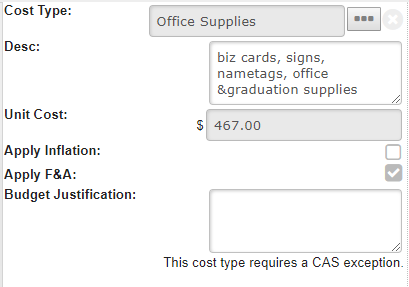 Cost Type: Office Supplies
Desc: biz cards, signs,
nametags, office
&graduation supplies
Unit Cost: $ 467.00
Apply Inflation:
Apply F&A:
Budget Justification:
This cost type requires a CAS exception.